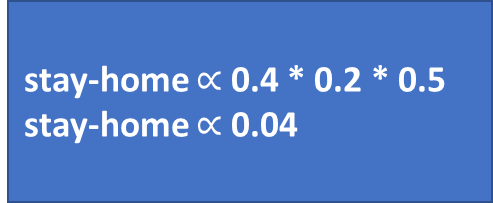 stay-home ∝ 0.4 * 0.2 * 0.5
stay-home ∝ 0.04